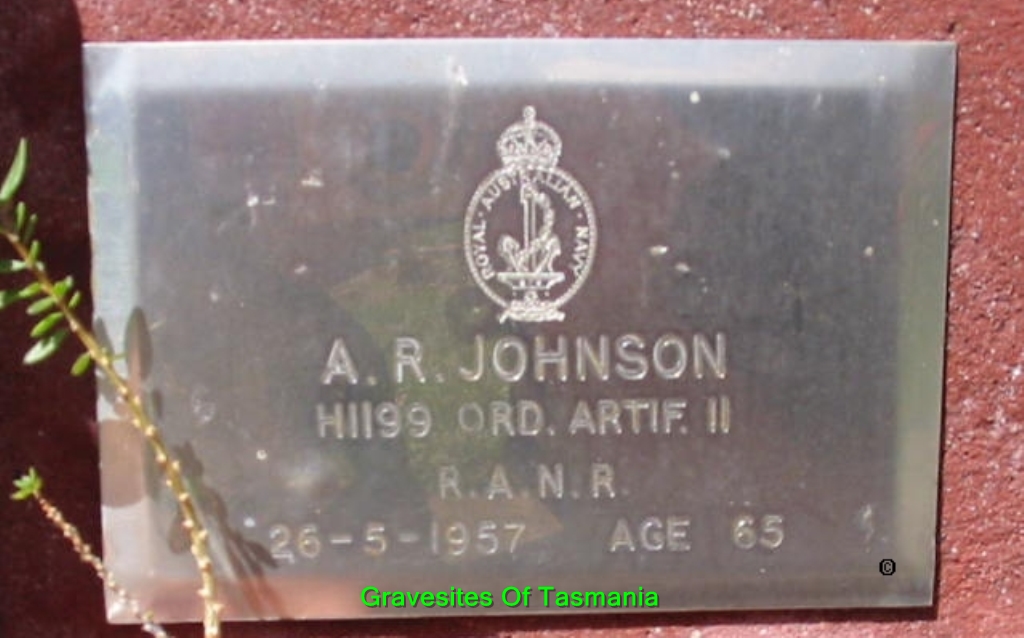 ROYAL · AUSTRALIAN · NAVY
A. R. JOHNSON
H1199 ORD. ARTIF. II
R.A.N.R.
26-5-1957 AGE 65
©
Gravesites Of Tasmania